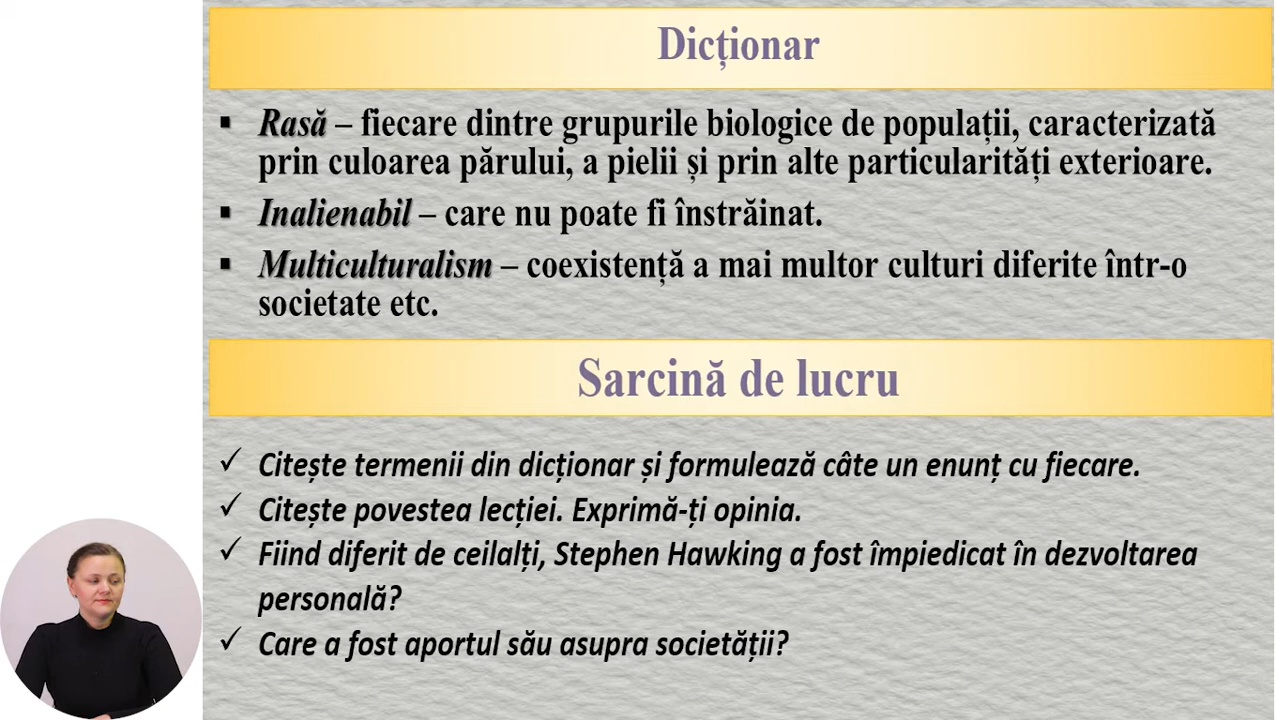 Dicționar
▪ Rasă – fiecare dintre grupurile biologice de populații, caracterizată
prin culoarea părului, a pielii și prin alte particularități exterioare.
▪ Inalienabil – care nu poate fi înstrăinat.
▪ Multiculturalism – coexistență a mai multor culturi diferite într-o
societate etc.
Sarcină de lucru
✓ Citește termenii din dicționar și formulează câte un enunț cu fiecare.
✓ Citește povestea lecției. Exprimă-ți opinia.
✓ Fiind diferit de ceilalți, Stephen Hawking a fost împiedicat în dezvoltarea
personală?
✓ Care a fost aportul său asupra societății?